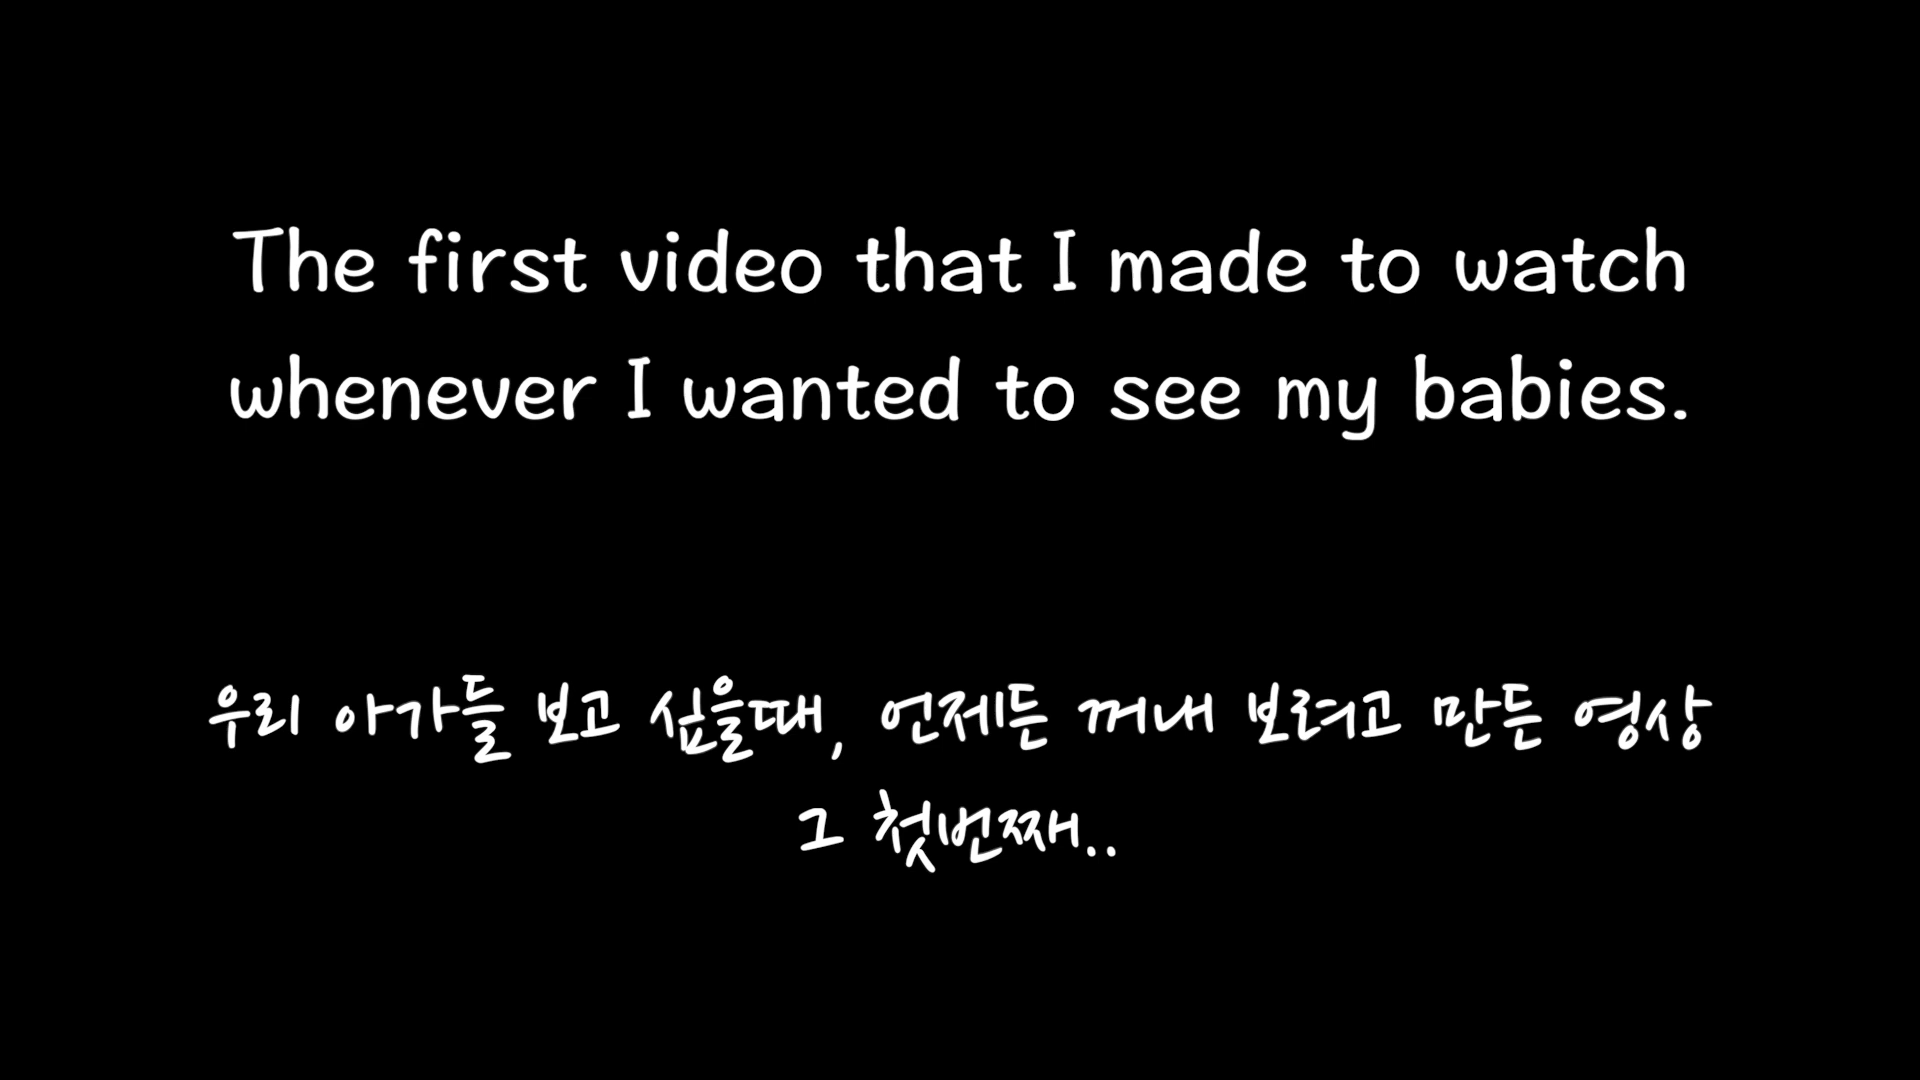 The first video that I made to watch
whenever I wanted to see my babies.
우리 아가들 보고 싶을때, 언제든 꺼내 보려고 만든 영상
그 첫번째..